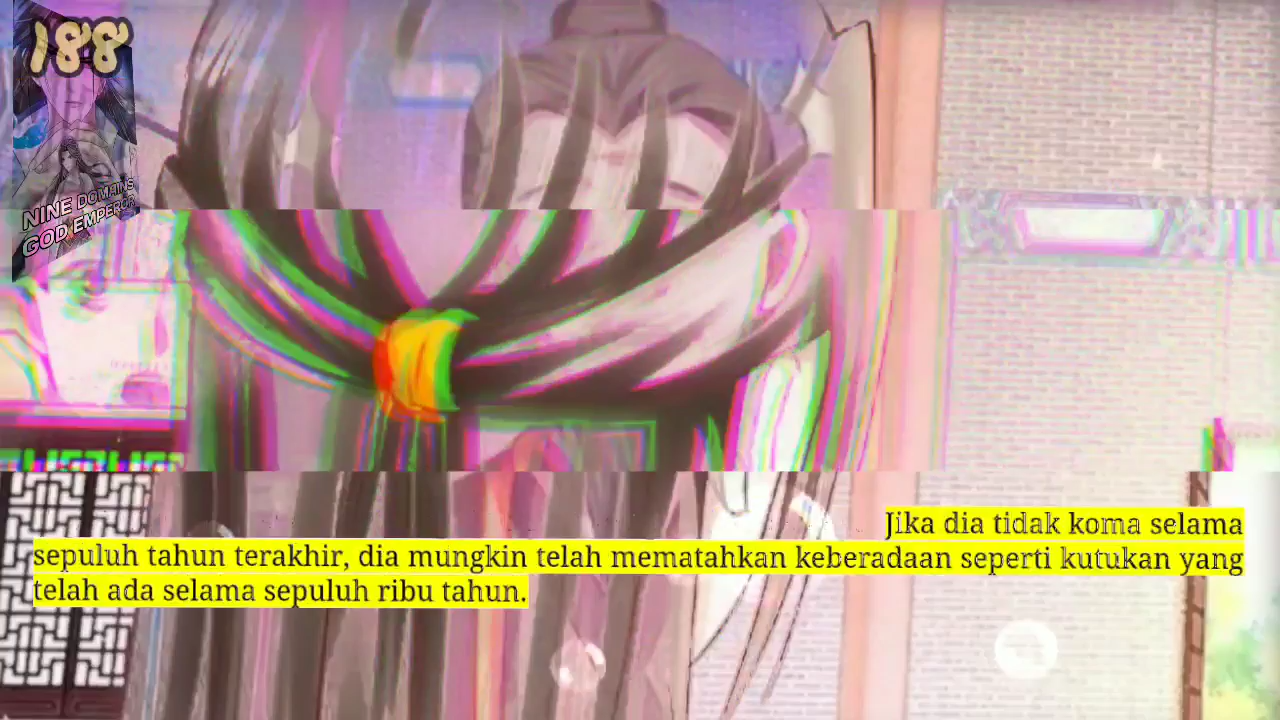 188
NINE DOMAINS
GOD EMPEROR
Jika dia tidak koma selama
sepuluh tahun terakhir, dia mungkin telah mematahkan keberadaan seperti kutukan yang
telah ada selama sepuluh ribu tahun.